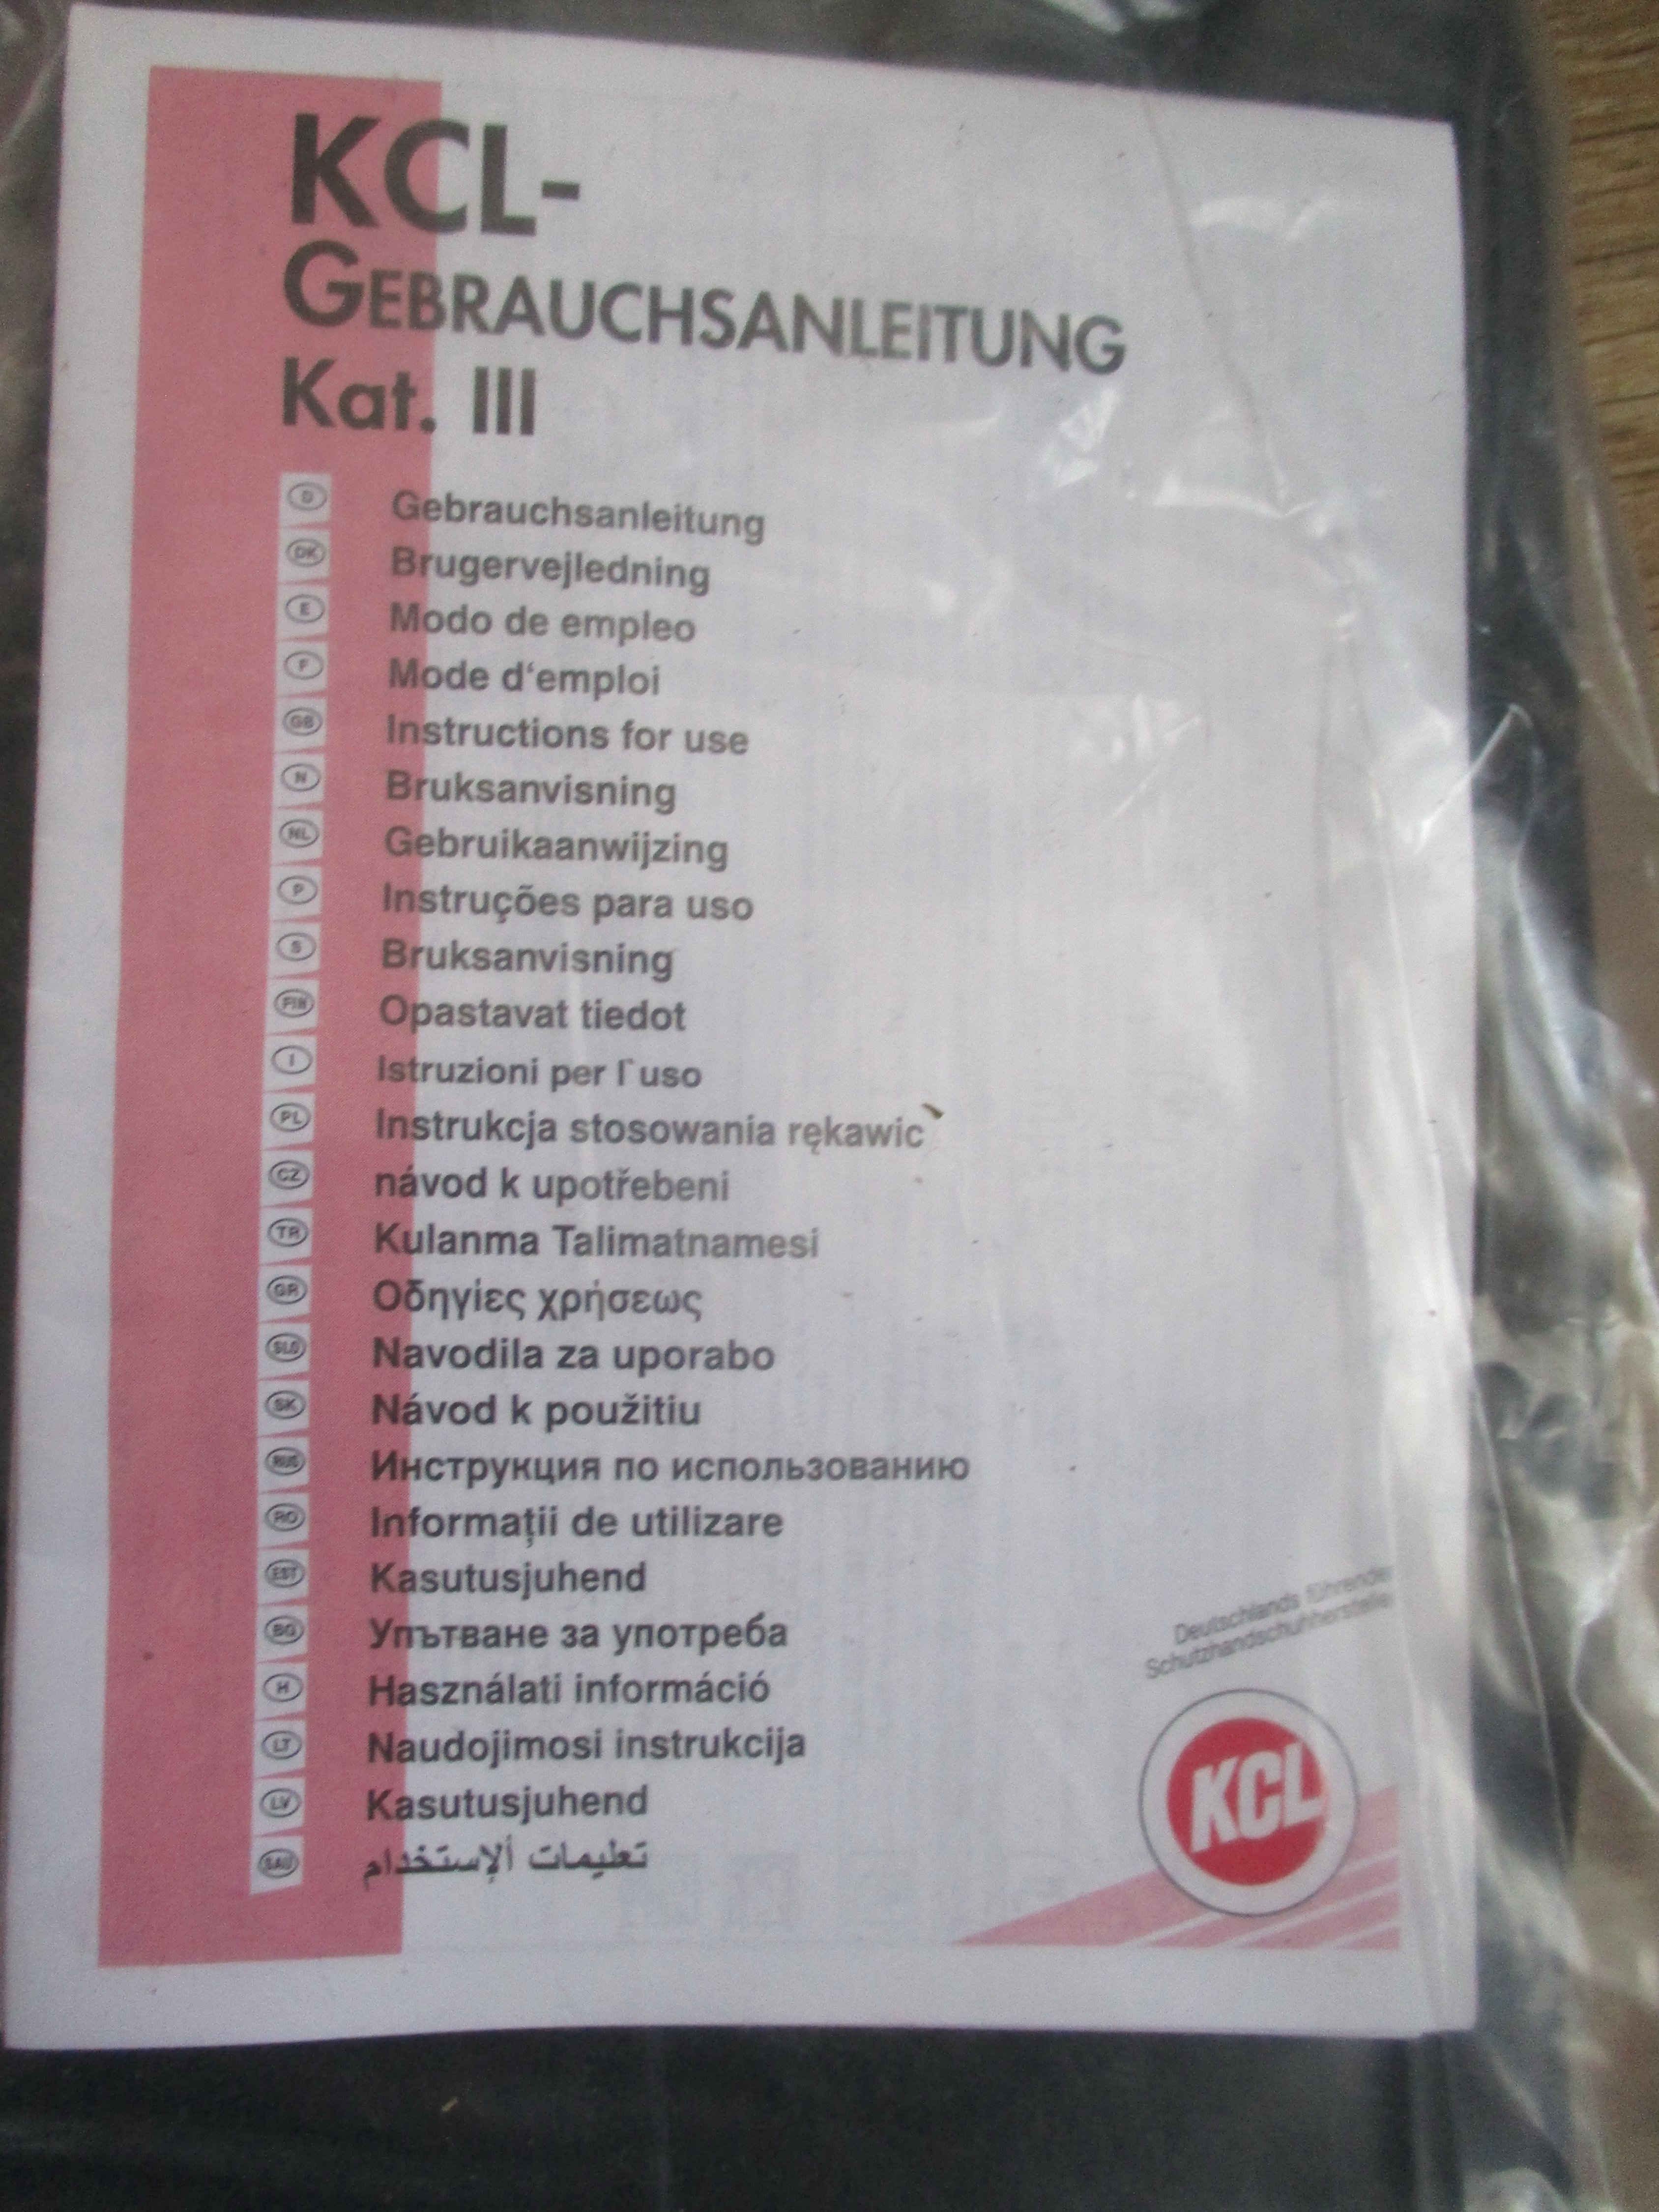 KCL-
GEBRAUCHSANLEITUNG
Kat. III
D Gebrauchsanleitung
DK Brugervejledning
E Modo de empleo
F Mode d‘emploi
GB Instructions for use
N Bruksanvisning
NL Gebruikaanwijzing
P Instruções para uso
S Bruksanvisning
FIN Opastavat tiedot
I Istruzioni per l`uso
PL Instrukcja stosowania rękawic
CZ návod k upotřebeni
TR Kulanma Talimatnamesi
GR Οδηγίες χρήσεως
SLO Navodila za uporabo
SK Návod k použitiu
RUS Инструкция по использованию
RO Informaţii de utilizare
EST Kasutusjuhend
BG Упътване за употреба
H Használati információ
LT Naudojimosi instrukcija
LV Kasutusjuhend
SAU تعليمات ألإستخدام
Deutschlands führender
Schutzhandschuhhersteller
KCL